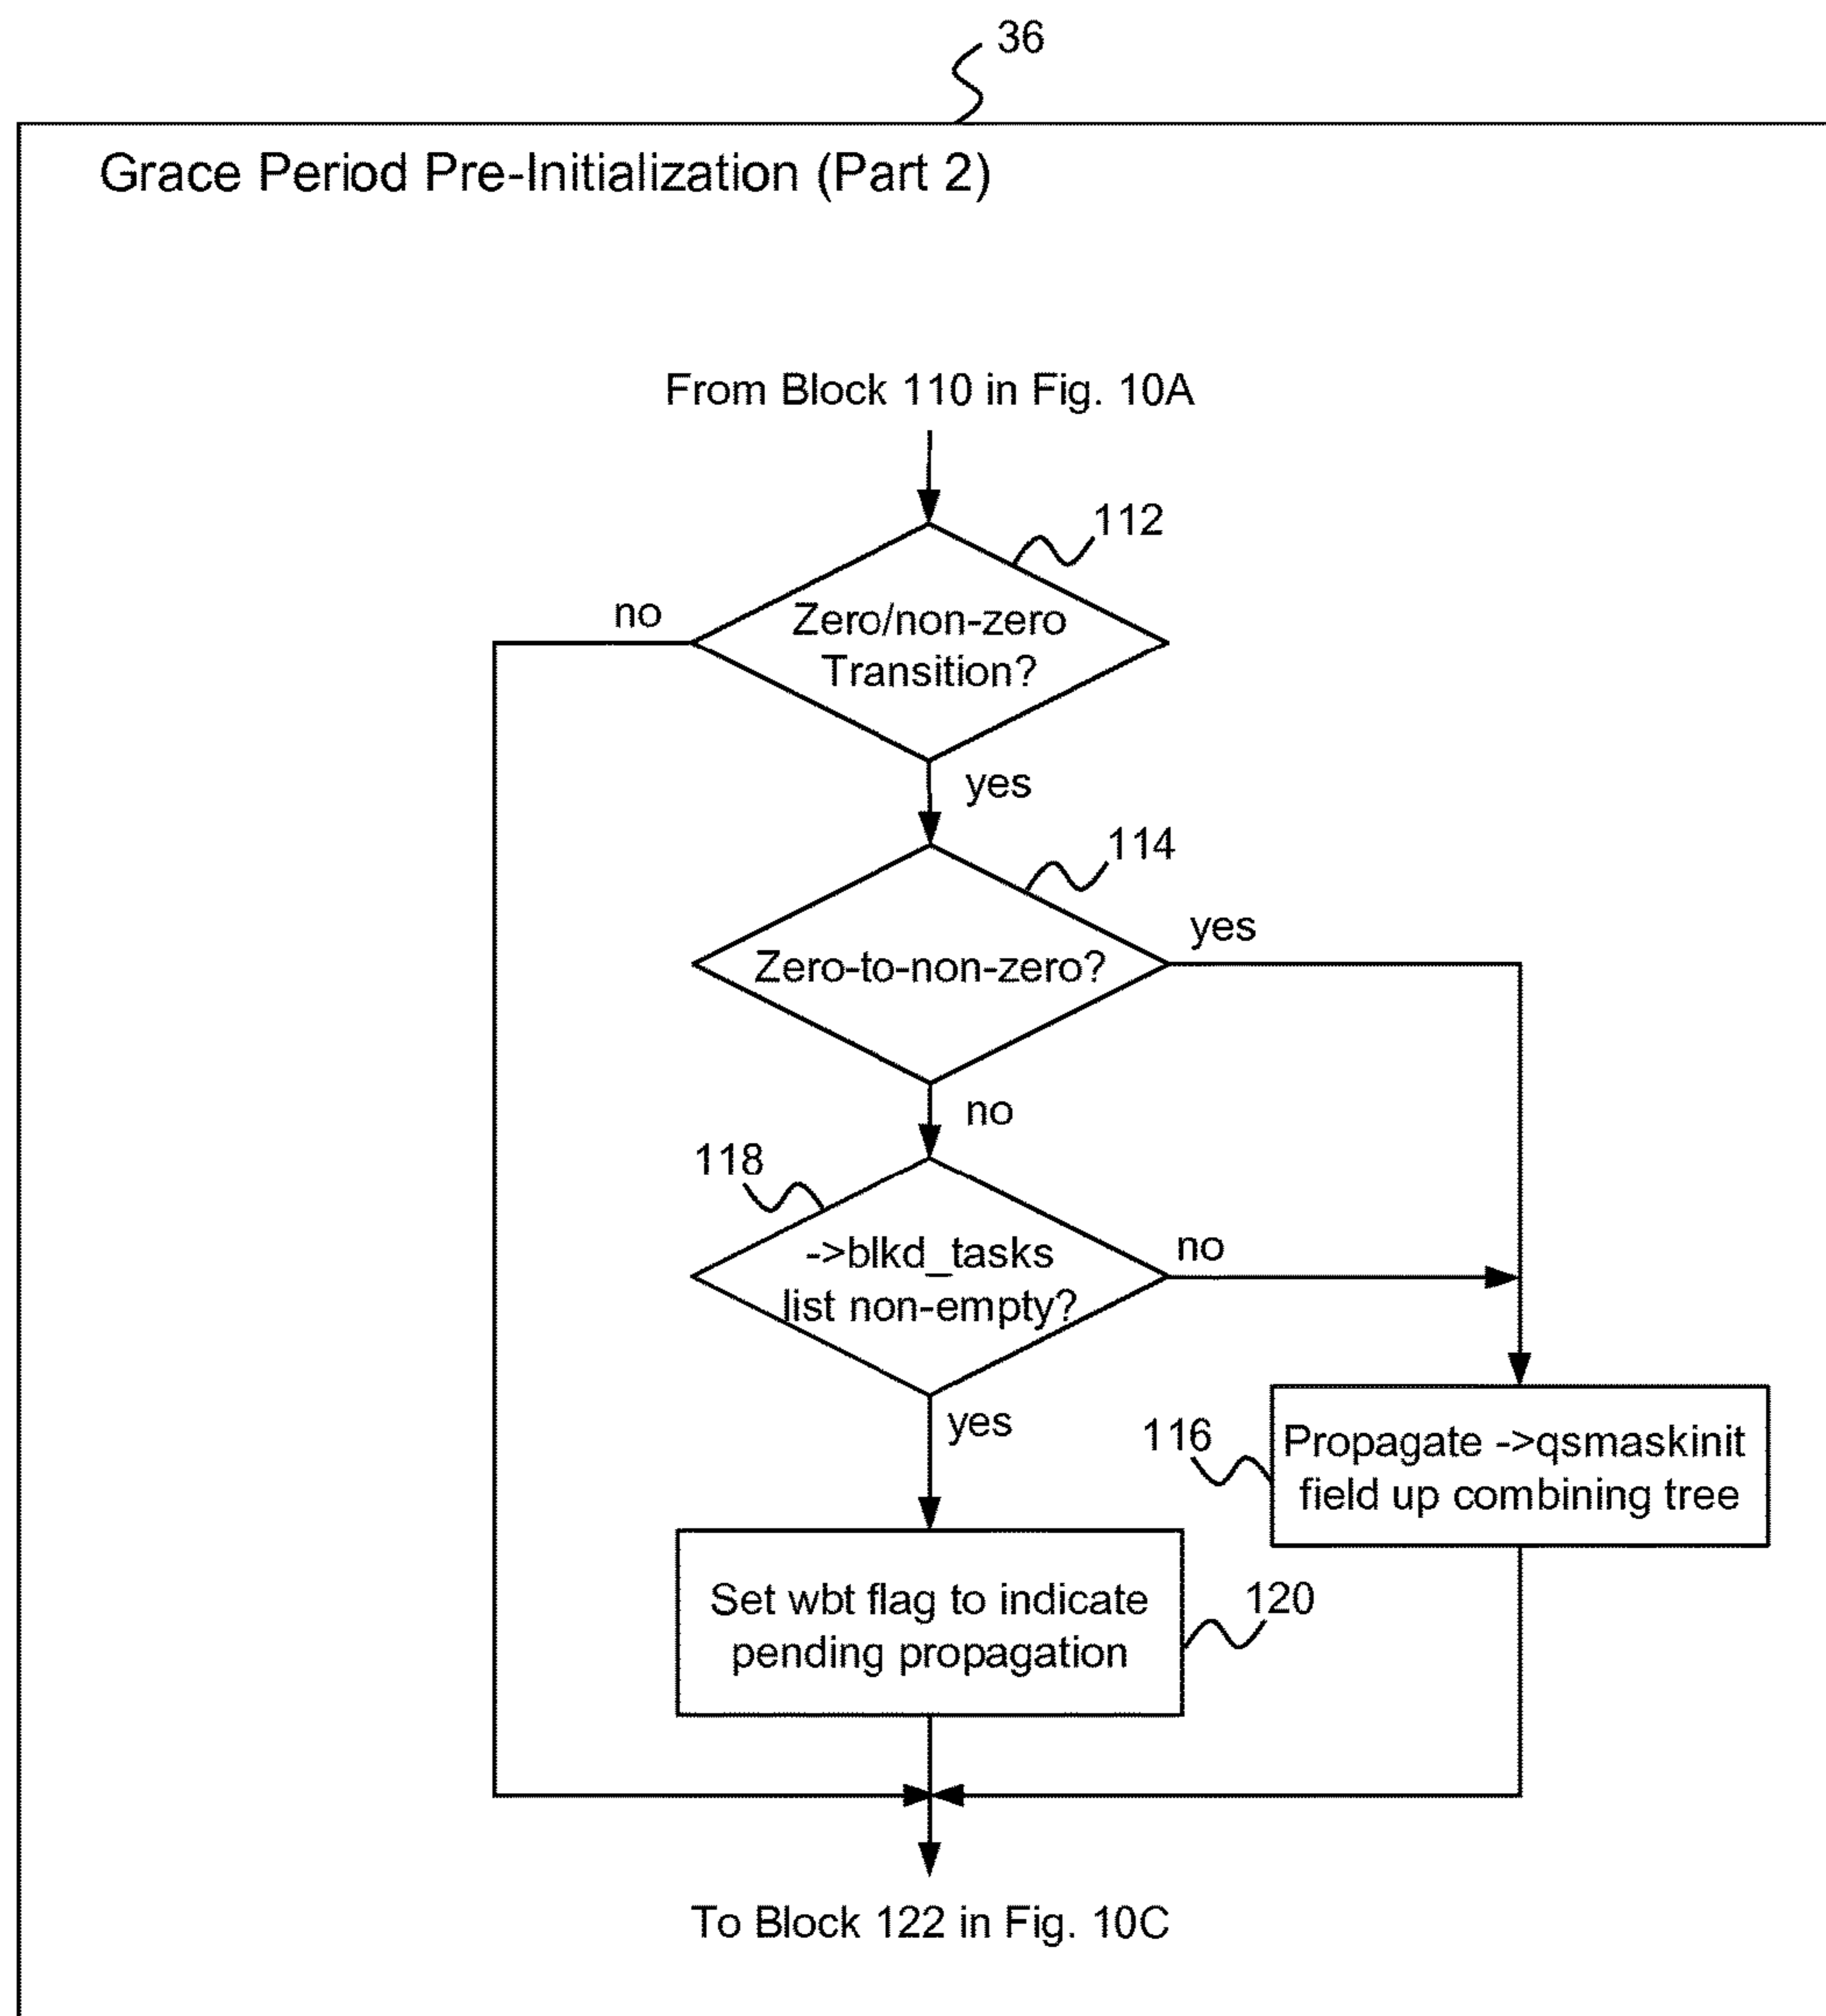 36
Grace Period Pre-Initialization (Part 2)
From Block 110 in Fig. 10A
112
no
Zero/non-zero
Transition?
yes
114
yes
Zero-to-non-zero?
no
118
->blkd_tasks
list non-empty?
no
yes
116
Propagate ->qsmaskinit
field up combining tree
Set wbt flag to indicate
pending propagation
120
To Block 122 in Fig. 10C